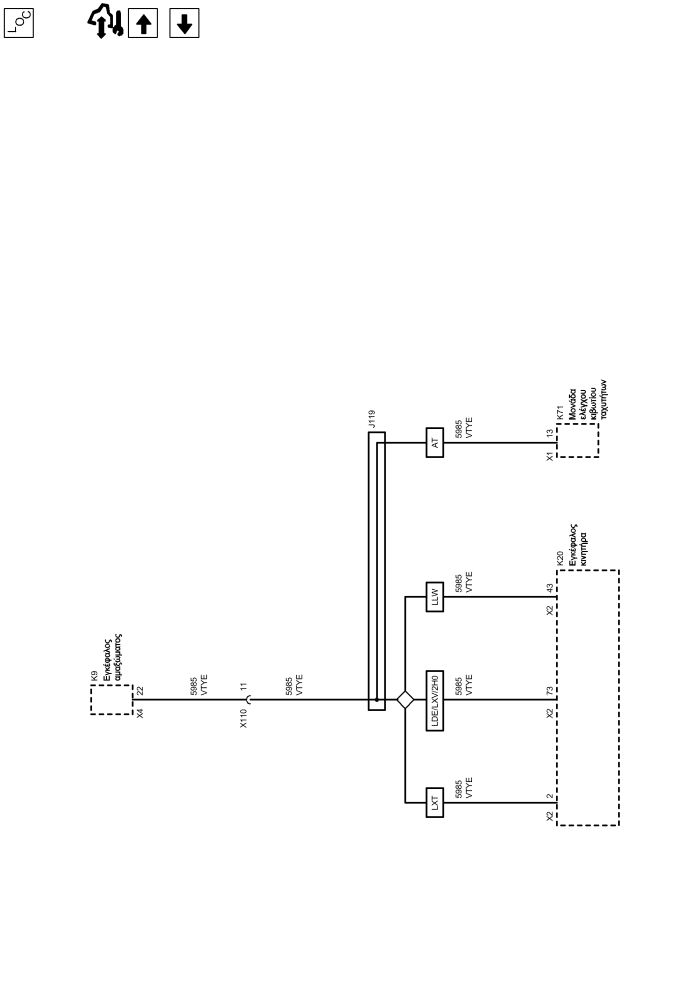 LOC
K9
Εγκέφαλος
αμαξώματος
X4
22
5985
VTYE
X110
11
5985
VTYE
J119
LXT
LDE/LXV/2H0
LLW
AT
5985
VTYE
5985
VTYE
5985
VTYE
5985
VTYE
X2
2
X2
73
X2
43
X1
13
K20
Εγκέφαλος
κινητήρα
K71
Μονάδα
ελέγχου
κιβωτίου
ταχυτήτων